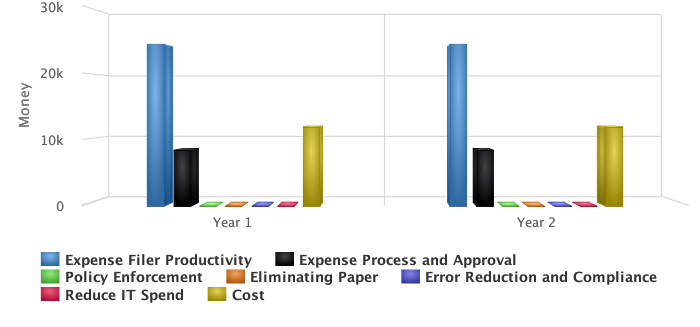 30k
20k
10k
0
Money
Year 1 Year 2
Expense Filer Productivity Expense Process and Approval
Policy Enforcement Eliminating Paper Error Reduction and Compliance
Reduce IT Spend Cost